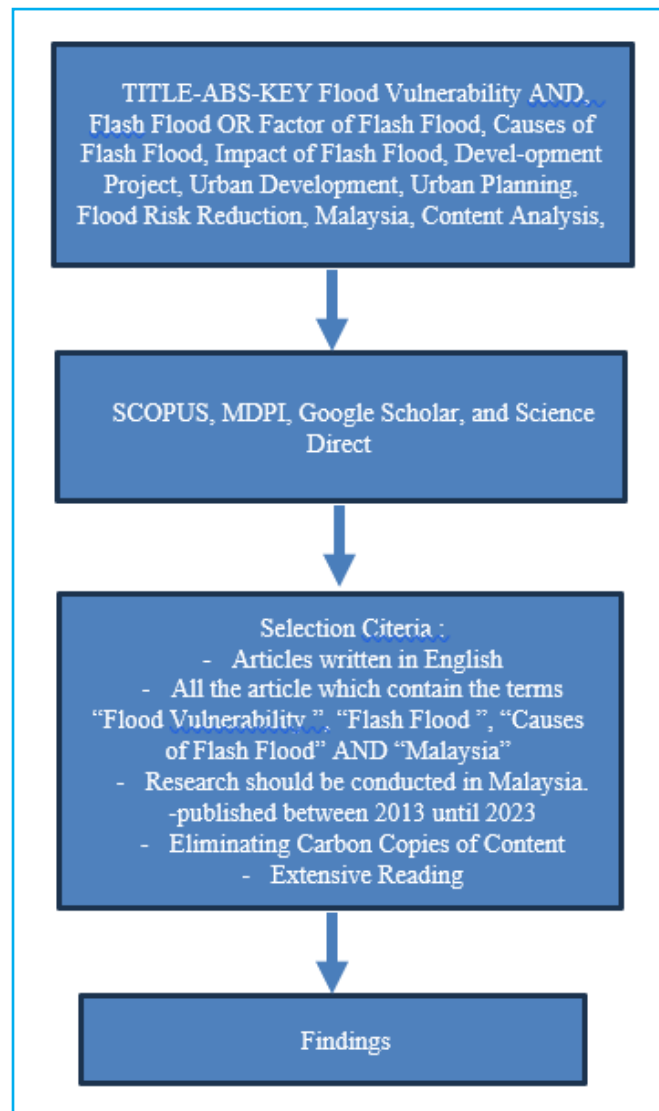 TITLE-ABS-KEY Flood Vulnerability AND,
Flash Flood OR Factor of Flash Flood, Causes of
Flash Flood, Impact of Flash Flood, Devel-opment
Project, Urban Development, Urban Planning,
Flood Risk Reduction, Malaysia, Content Analysis,
SCOPUS, MDPI, Google Scholar, and Science
Direct
Selection Citeria :
- Articles written in English
- All the article which contain the terms
“Flood Vulnerability ”, “Flash Flood ”, “Causes
of Flash Flood” AND “Malaysia”
- Research should be conducted in Malaysia.
-published between 2013 until 2023
- Eliminating Carbon Copies of Content
- Extensive Reading
Findings